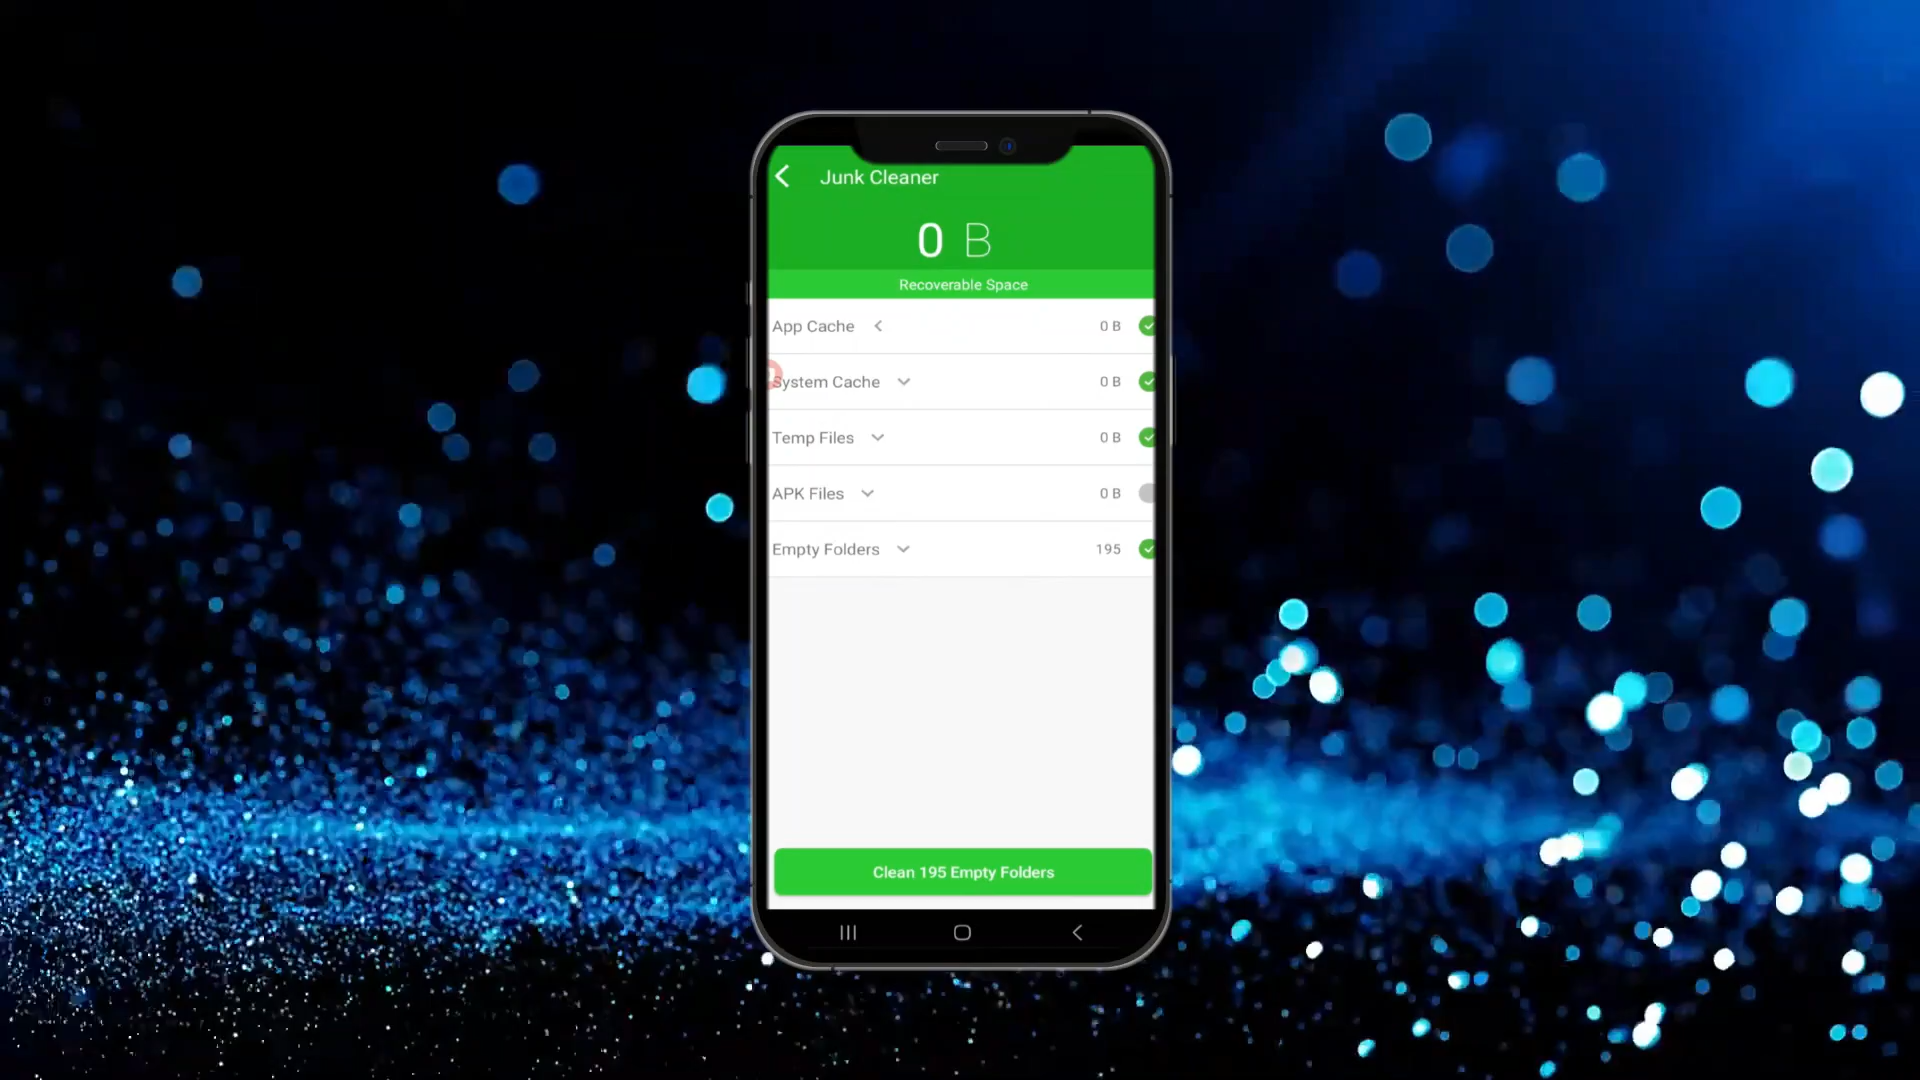 Junk Cleaner
0 B
Recoverable Space
App Cache 0 B
System Cache 0 B
Temp Files 0 B
APK Files 0 B
Empty Folders 195
Clean 195 Empty Folders